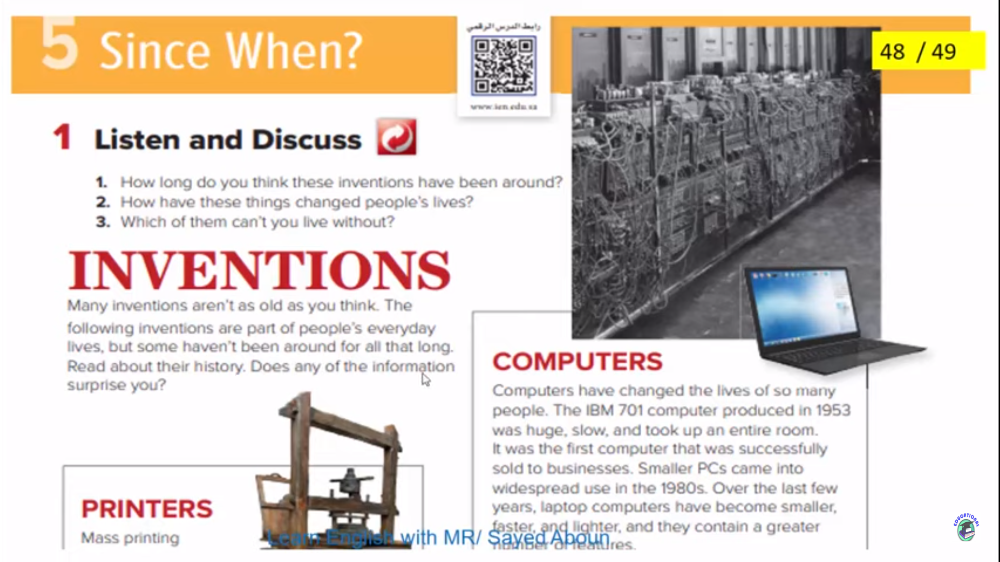 5 Since When?
رابط الدرس الرقمي
www.ien.edu.sa
48 / 49
1 Listen and Discuss
1. How long do you think these inventions have been around?
2. How have these things changed people's lives?
3. Which of them can't you live without?
INVENTIONS
Many inventions aren't as old as you think. The
following inventions are part of people's everyday
lives, but some haven't been around for all that long.
Read about their history. Does any of the information
surprise you?
PRINTERS
Mass printing
COMPUTERS
Computers have changed the lives of so many
people. The IBM 701 computer produced in 1953
was huge, slow, and took up an entire room.
It was the first computer that was successfully
sold to businesses. Smaller PCs came into
widespread use in the 1980s. Over the last few
years, laptop computers have become smaller,
faster, and lighter, and they contain a greater
number of features.
Learn English with MR/ Sayed Aboun
EDUCATIONAL